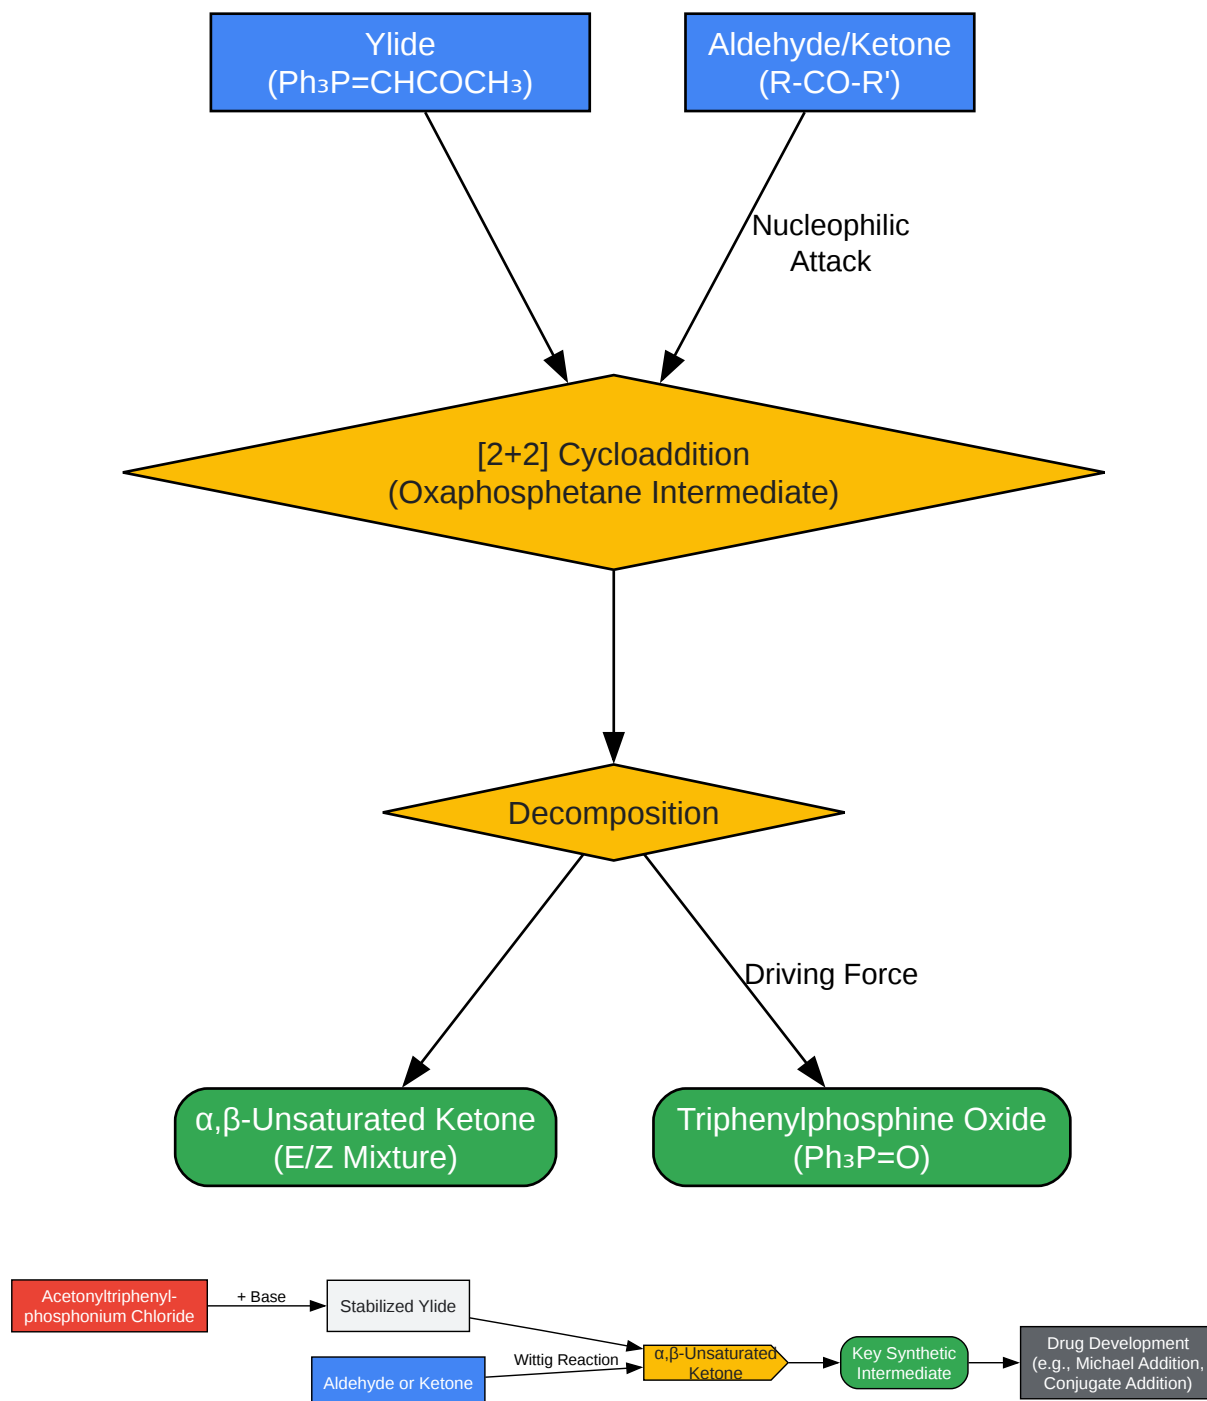 Ylide
(Ph₃P=CHCOCH₃)
Aldehyde/Ketone
(R-CO-R')
Nucleophilic
Attack
[2+2] Cycloaddition
(Oxaphosphetane Intermediate)
Decomposition
Driving Force
α,β-Unsaturated Ketone
(E/Z Mixture)
Triphenylphosphine Oxide
(Ph₃P=O)
Acetonyltriphenyl-
phosphonium Chloride
+ Base
Stabilized Ylide
Aldehyde or Ketone
Wittig Reaction
α,β-Unsaturated
Ketone
Key Synthetic
Intermediate
Drug Development
(e.g., Michael Addition,
Conjugate Addition)